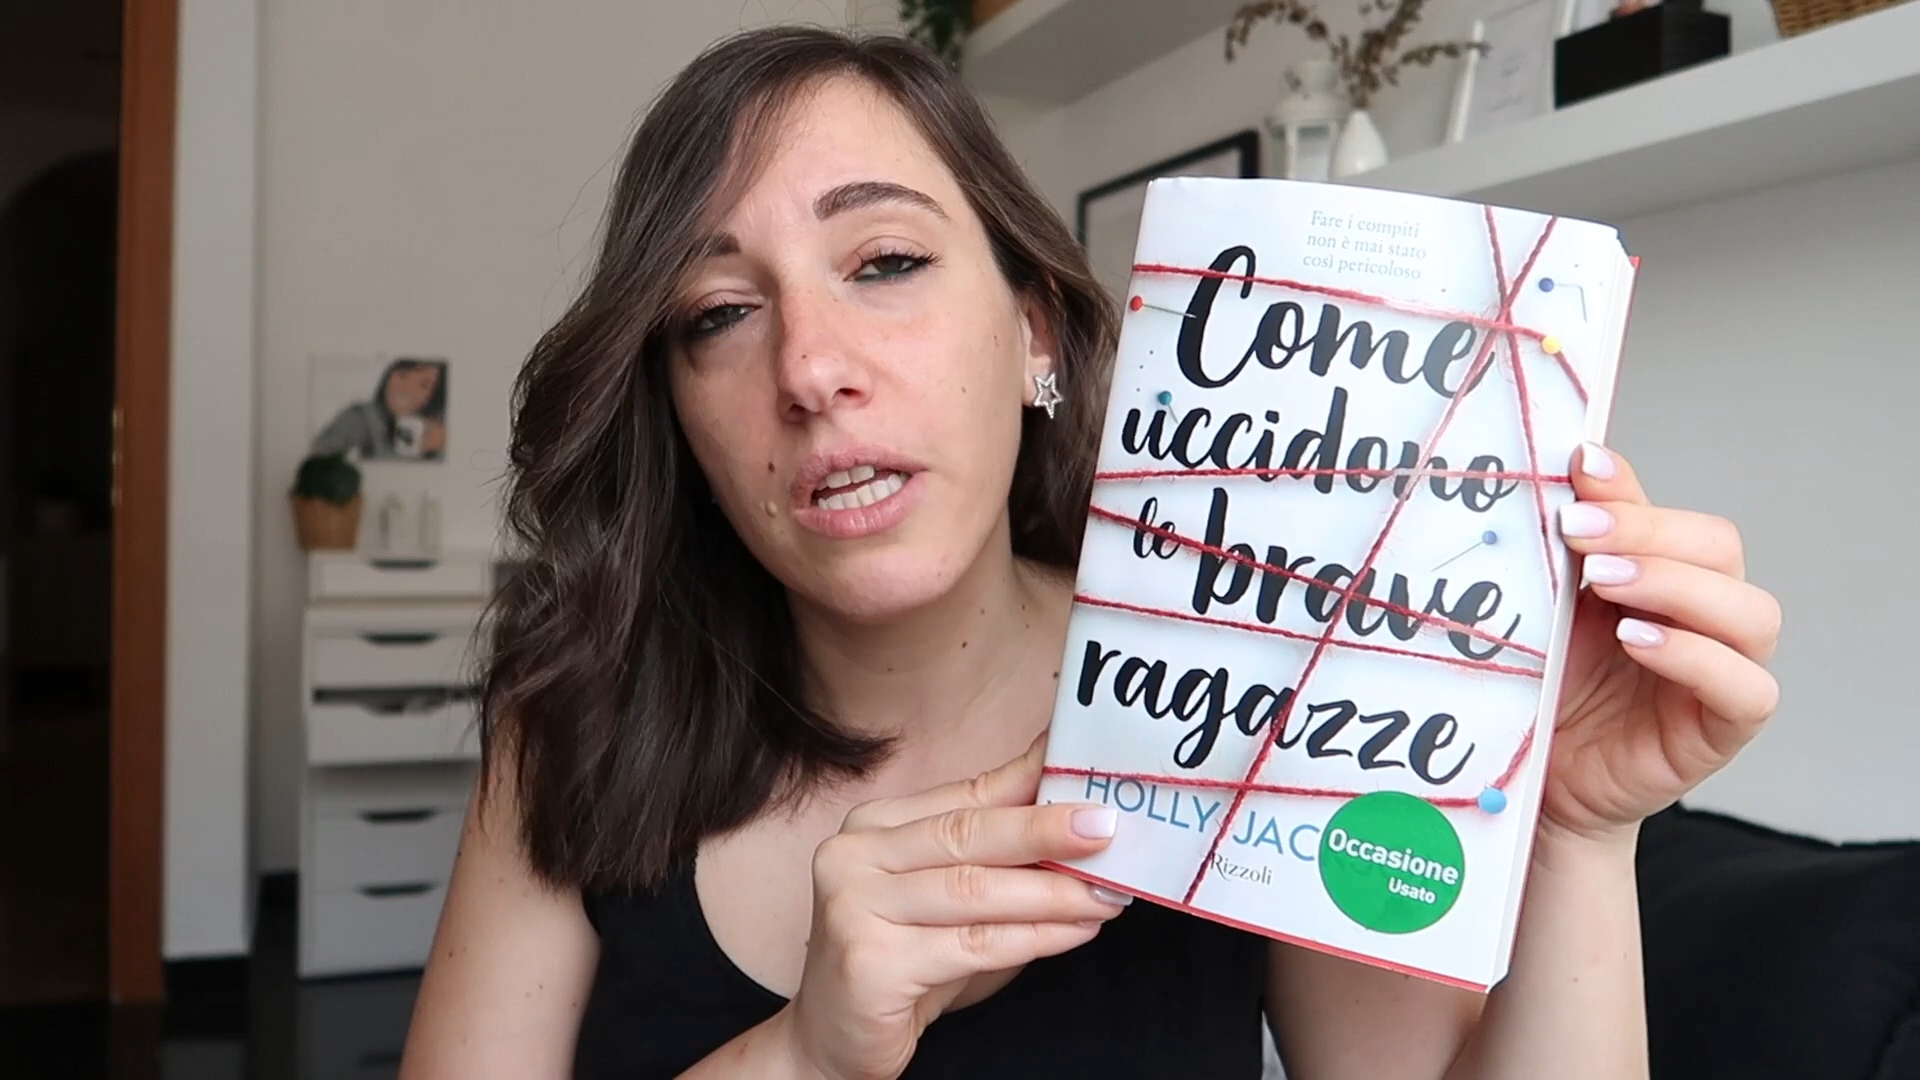 Fare i compiti
non è mai stato
così pericoloso
Come
uccidono
le brave
ragazze
HOLLY JAC
Rizzoli
Occasione
Usato